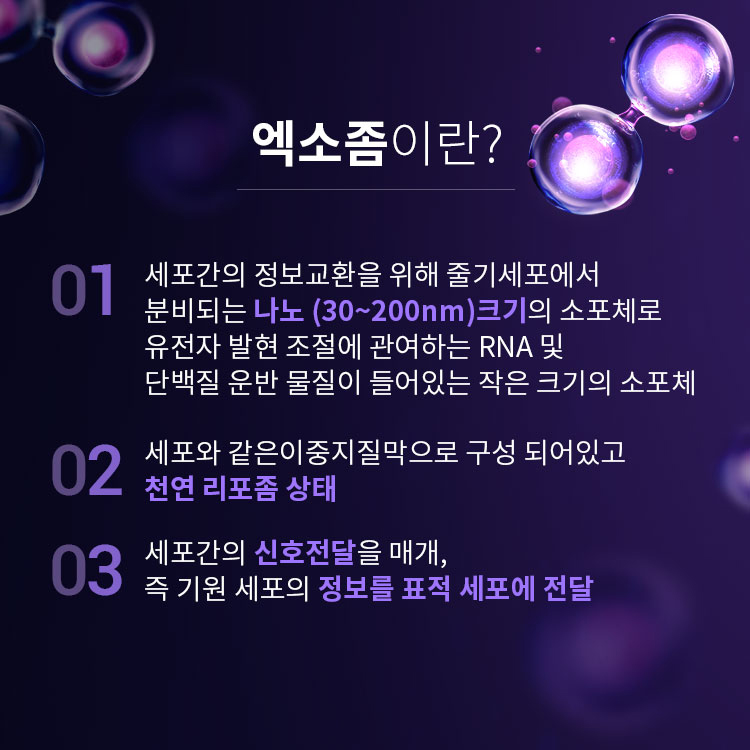 엑소좀이란?
01
세포간의 정보교환을 위해 줄기세포에서
분비되는 나노 (30~200nm)크기의 소포체로
유전자 발현 조절에 관여하는 RNA 및
단백질 운반 물질이 들어있는 작은 크기의 소포체
02
세포와 같은이중지질막으로 구성 되어있고
천연 리포좀 상태
03
세포간의 신호전달을 매개,
즉 기원 세포의 정보를 표적 세포에 전달